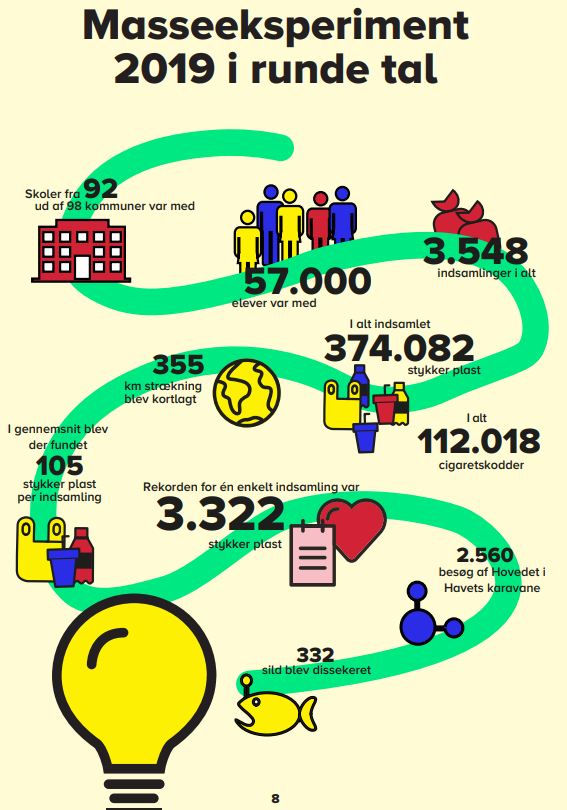 Masseeksperiment
2019 i runde tal
Skoler fra 92
ud af 98 kommuner var med
57.000
elever var med
3.548
indsamlinger i alt
I alt indsamlet
374.082
stykker plast
355
km strækning
blev kortlagt
I alt
112.018
cigaretskodder
I gennemsnit blev
der fundet
105
stykker plast
per indsamling
Rekorden for én enkelt indsamling var
3.322
stykker plast
2.560
besøg af Hovedet i
Havets karavane
332
sild blev dissekeret
8